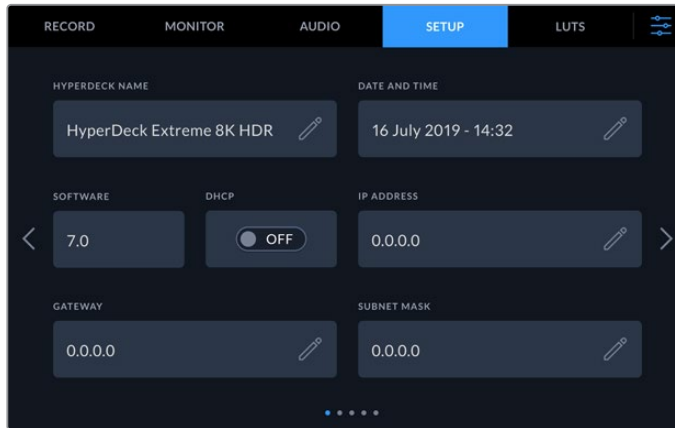 RECORD MONITOR AUDIO SETUP LUTS
HYPERDECK NAME
HyperDeck Extreme 8K HDR
DATE AND TIME
16 July 2019 - 14:32
SOFTWARE
7.0
DHCP
OFF
IP ADDRESS
0.0.0.0
GATEWAY
0.0.0.0
SUBNET MASK
0.0.0.0